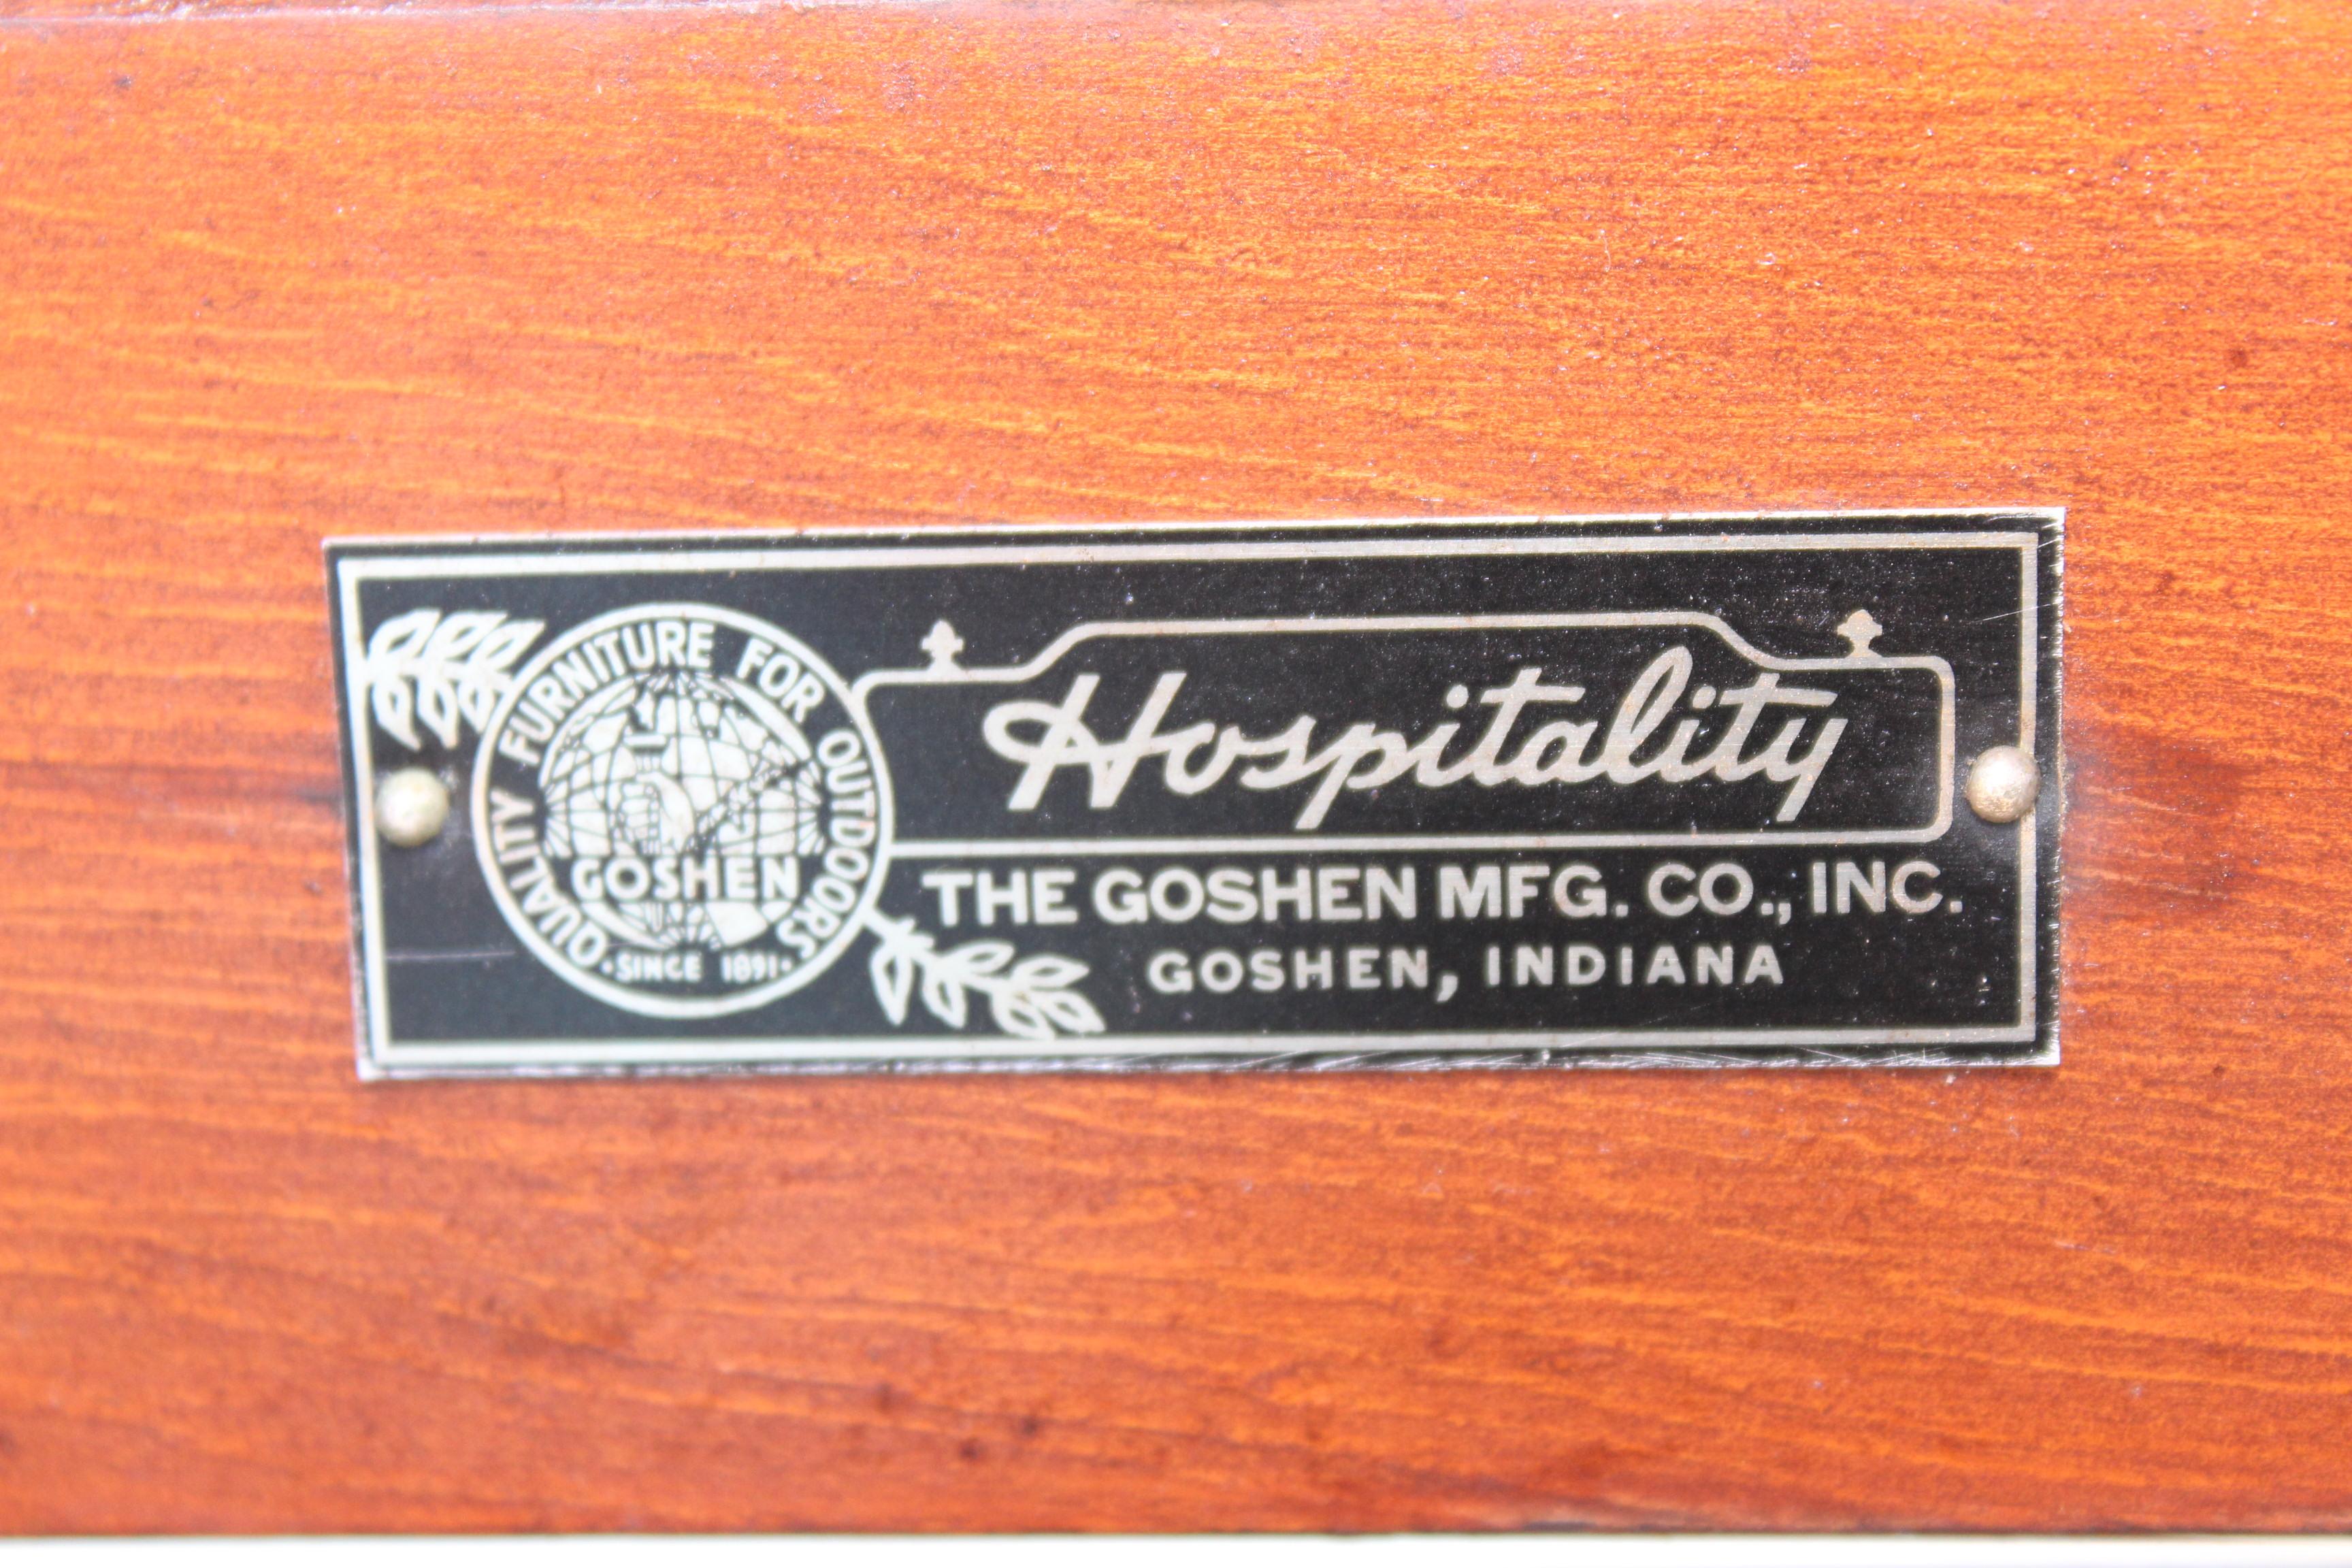 QUALITY FURNITURE FOR OUTDOORS
GOSHEN
• SINCE 1891 •
Hospitality
THE GOSHEN MFG. CO., INC.
GOSHEN, INDIANA